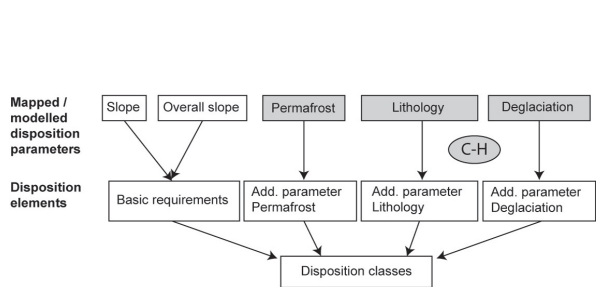 Mapped /
modelled
disposition
parameters
Slope
Overall slope
Permafrost
Lithology
Deglaciation
C-H
Disposition
elements
Basic requirements
Add. parameter
Permafrost
Add. parameter
Lithology
Add. parameter
Deglaciation
Disposition classes